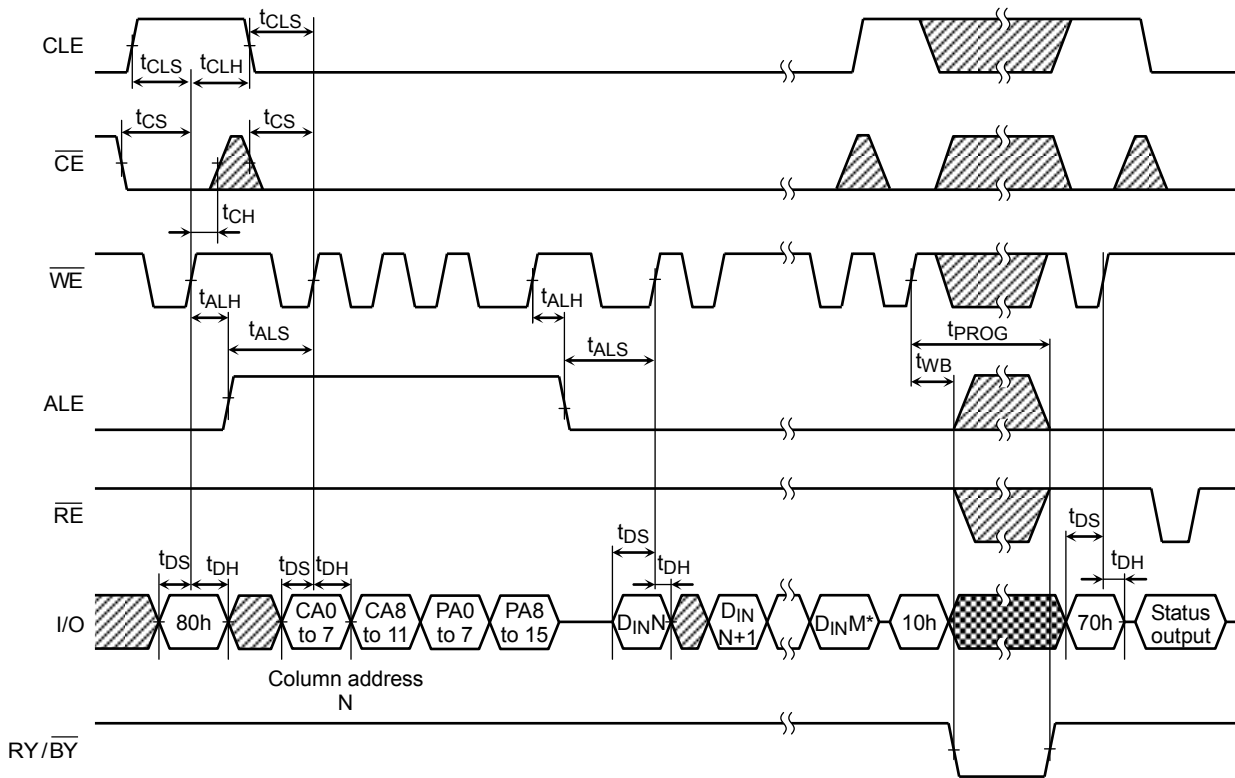 tCLS
CLE
tCLS tCLH
tCS tCS
CE
tCH
WE
tALH tALH
tALS tALS tPROG
tWB
ALE
RE
tDS tDH tDS tDH tDS tDH tDS tDH
I/O 80h CA0 to 7 CA8 to 11 PA0 to 7 PA8 to 15 DINN DIN N+1 DINM* 10h 70h Status output
Column address
N
RY/BY